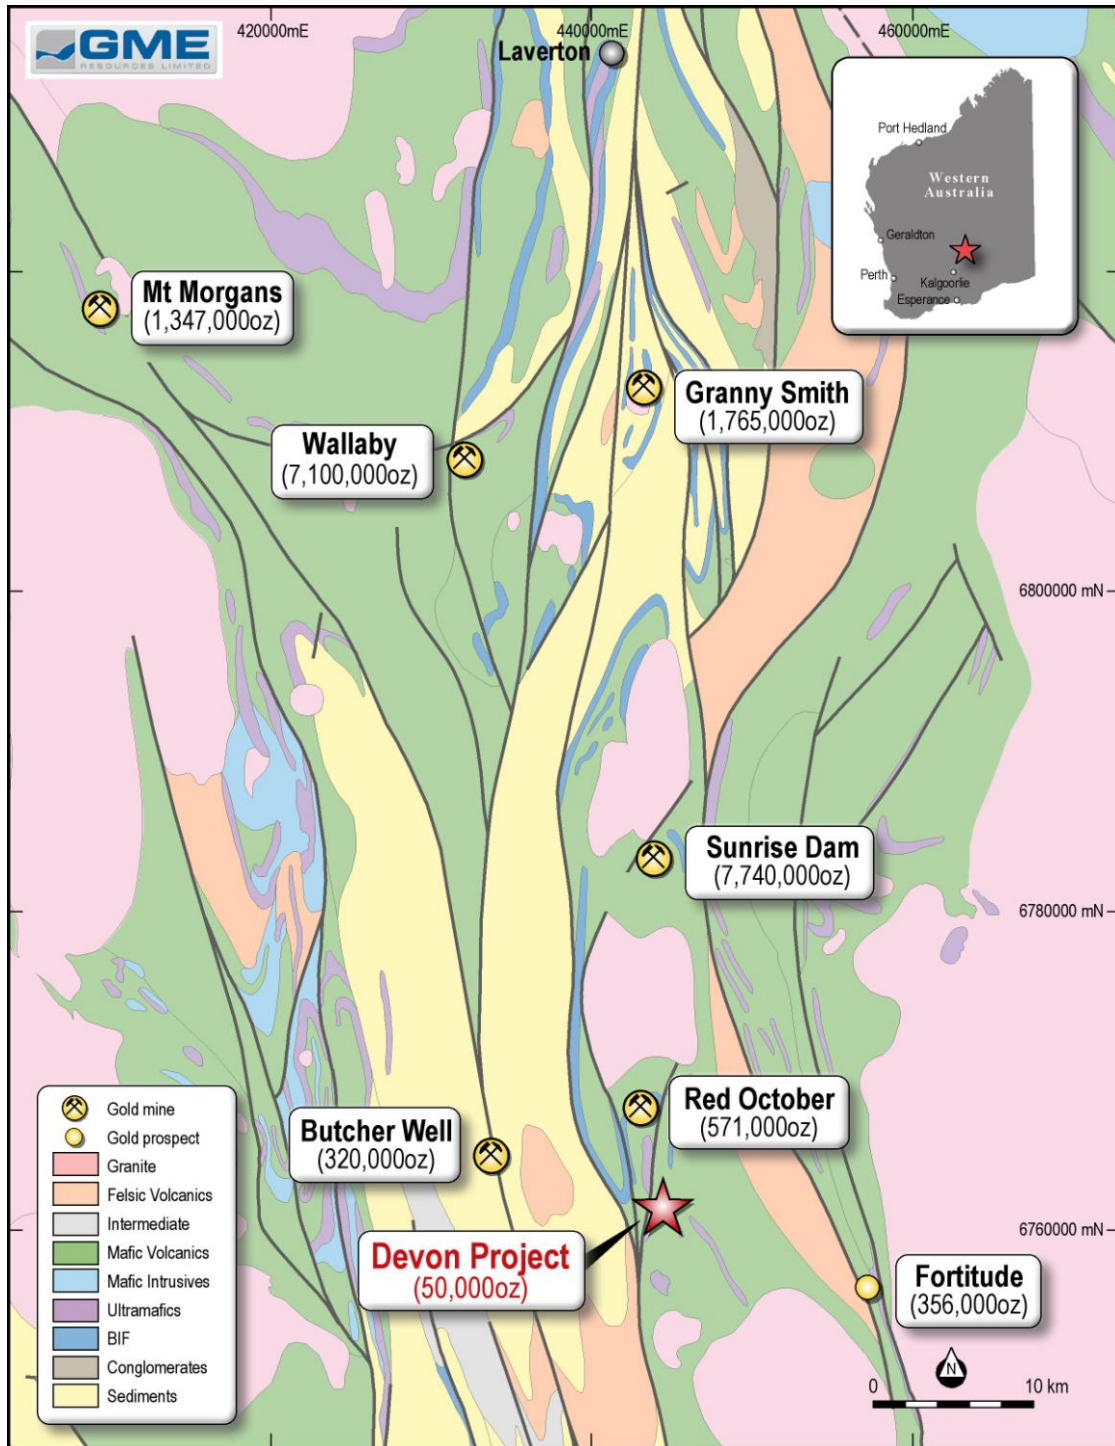 GME
RESOURCES LIMITED
420000mE
440000mE
460000mE
Laverton
Port Hedland
Western
Australia
Geraldton
Perth
Kalgoorlie
Esperance
Mt Morgans
(1,347,000oz)
Granny Smith
(1,765,000oz)
Wallaby
(7,100,000oz)
6800000 mN
Sunrise Dam
(7,740,000oz)
6780000 mN
Red October
(571,000oz)
Butcher Well
(320,000oz)
6760000 mN
Devon Project
(50,000oz)
Fortitude
(356,000oz)
Gold mine
Gold prospect
Granite
Felsic Volcanics
Intermediate
Mafic Volcanics
Mafic Intrusives
Ultramafics
BIF
Conglomerates
Sediments
N
0 10 km